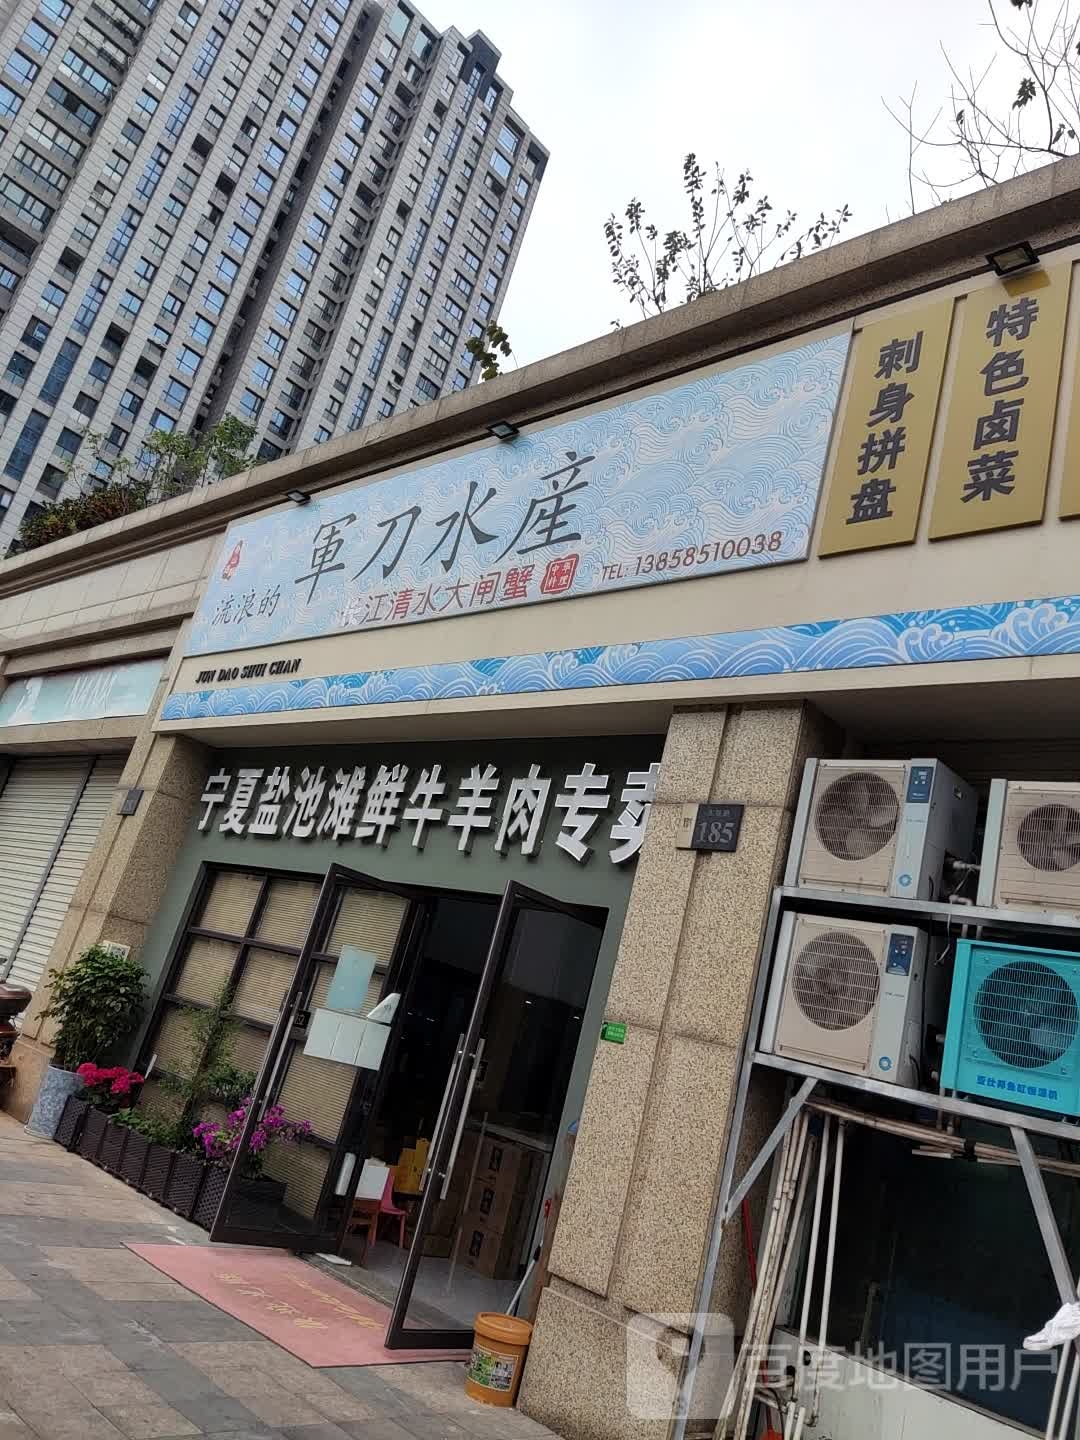 流浪的 軍刀水産
长江清水大闸蟹
TEL: 13858510038
刺身拼盘
特色卤菜
JUN DAO SHUI CHAN
宁夏盐池滩鲜牛羊肉专卖
185
百度地图用户